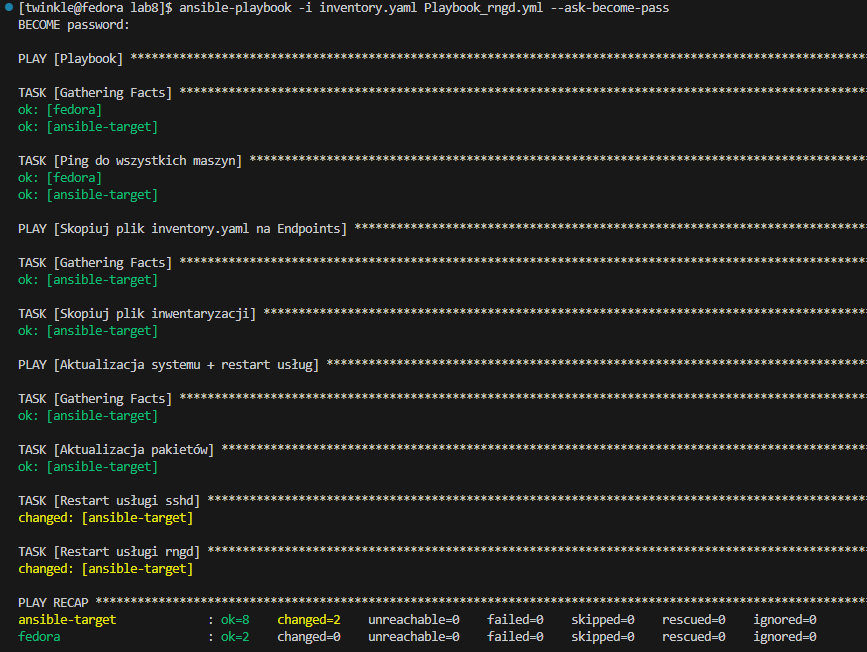 [twinkle@fedora lab8]$ ansible-playbook -i inventory.yaml Playbook_rngd.yml --ask-become-pass
BECOME password:
PLAY [Playbook] ******************************************************************************************************
TASK [Gathering Facts] ***********************************************************************************************
ok: [fedora]
ok: [ansible-target]
TASK [Ping do wszystkich maszyn] *************************************************************************************
ok: [fedora]
ok: [ansible-target]
PLAY [Skopiuj plik inventory.yaml na Endpoints] **********************************************************************
TASK [Gathering Facts] ***********************************************************************************************
ok: [ansible-target]
TASK [Skopiuj plik inwentaryzacji] ***********************************************************************************
ok: [ansible-target]
PLAY [Aktualizacja systemu + restart usług] **************************************************************************
TASK [Gathering Facts] ***********************************************************************************************
ok: [ansible-target]
TASK [Aktualizacja pakietów] *****************************************************************************************
ok: [ansible-target]
TASK [Restart usługi sshd] *******************************************************************************************
changed: [ansible-target]
TASK [Restart usługi rngd] *******************************************************************************************
changed: [ansible-target]
PLAY RECAP ***********************************************************************************************************
ansible-target             : ok=8    changed=2    unreachable=0    failed=0    skipped=0    rescued=0    ignored=0
fedora                     : ok=2    changed=0    unreachable=0    failed=0    skipped=0    rescued=0    ignored=0